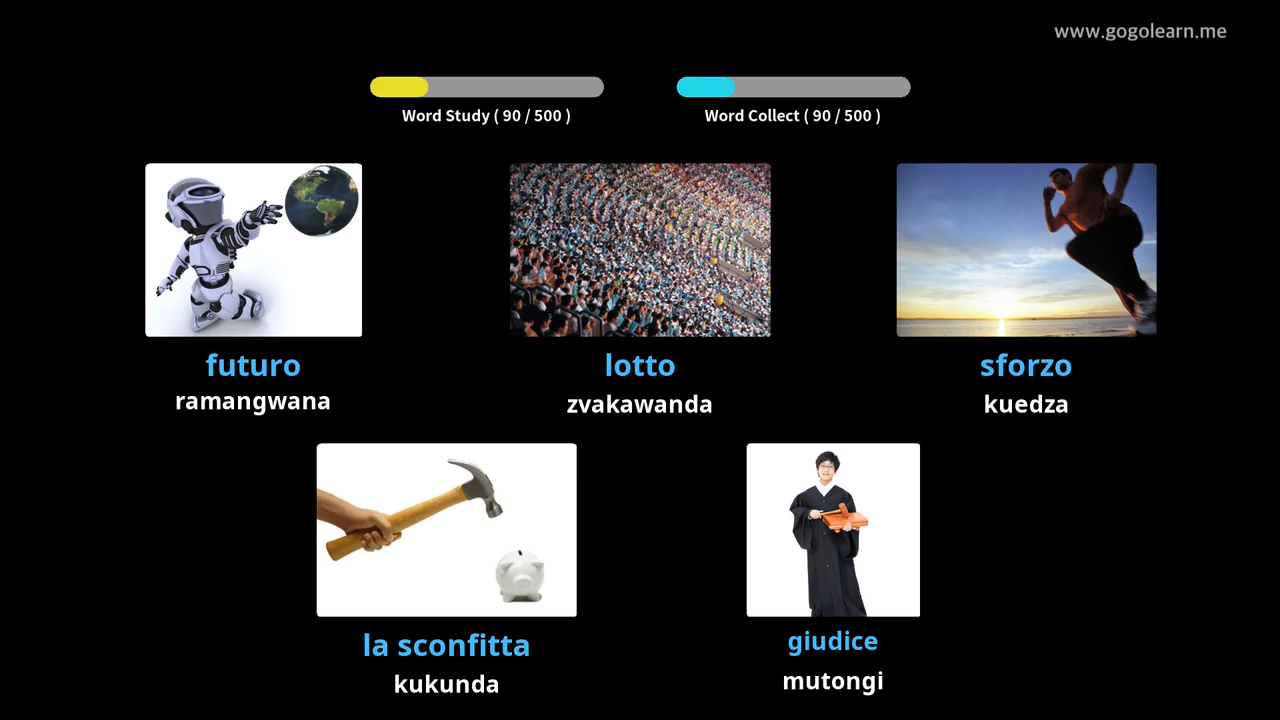 www.gogolearn.me
Word Study ( 90 / 500 )
Word Collect ( 90 / 500 )
futuro
ramangwana
lotto
zvakawanda
sforzo
kuedza
la sconfitta
kukunda
giudice
mutongi